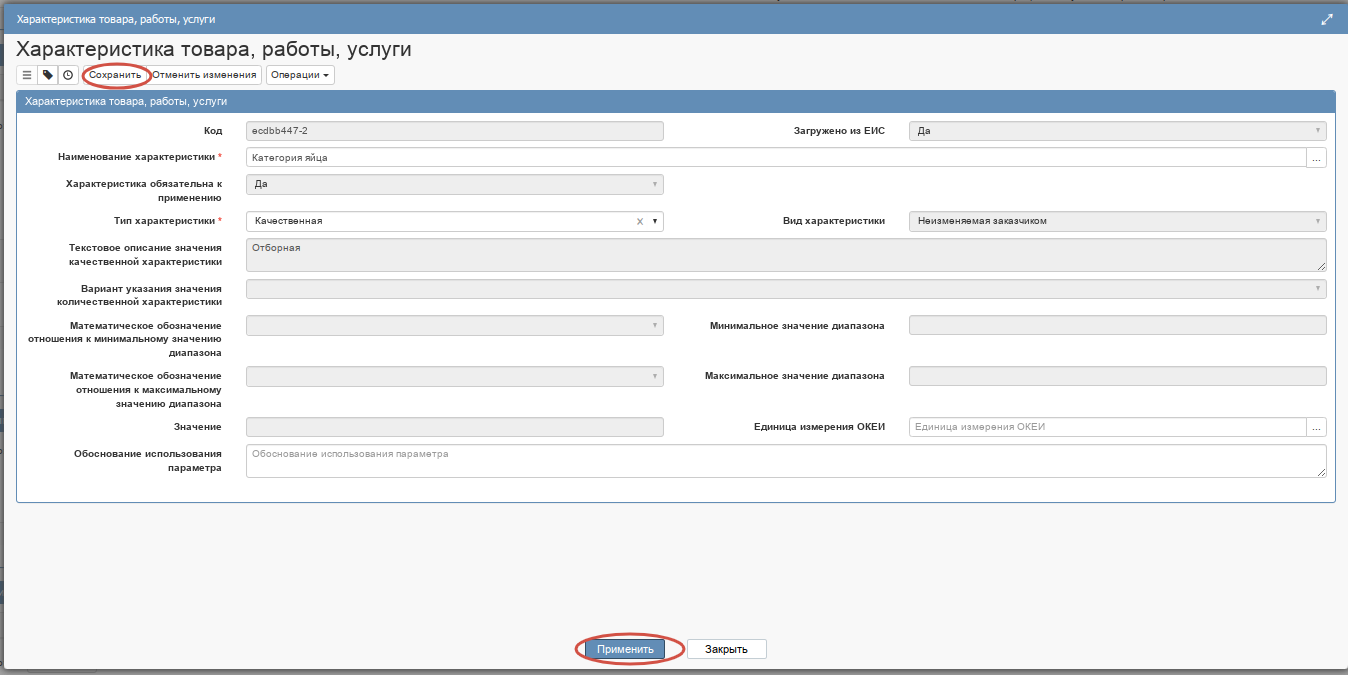 Характеристика товара, работы, услуги
Характеристика товара, работы, услуги
Сохранить Отменить изменения Операции
Характеристика товара, работы, услуги
Код ecdbb447-2 Загружено из ЕИС Да
Наименование характеристики * Категория яйца ...
Характеристика обязательна к
применению Да
Тип характеристики * Качественная x Вид характеристики Неизменяемая заказчиком
Текстовое описание значения
качественной характеристики Отборная
Вариант указания значения
количественной характеристики
Математическое обозначение
отношения к минимальному значению
диапазона Минимальное значение диапазона
Математическое обозначение
отношения к максимальному
значению диапазона Максимальное значение диапазона
Значение Единица измерения ОКЕИ Единица измерения ОКЕИ ...
Обоснование использования
параметра Обоснование использования параметра
Применить Закрыть